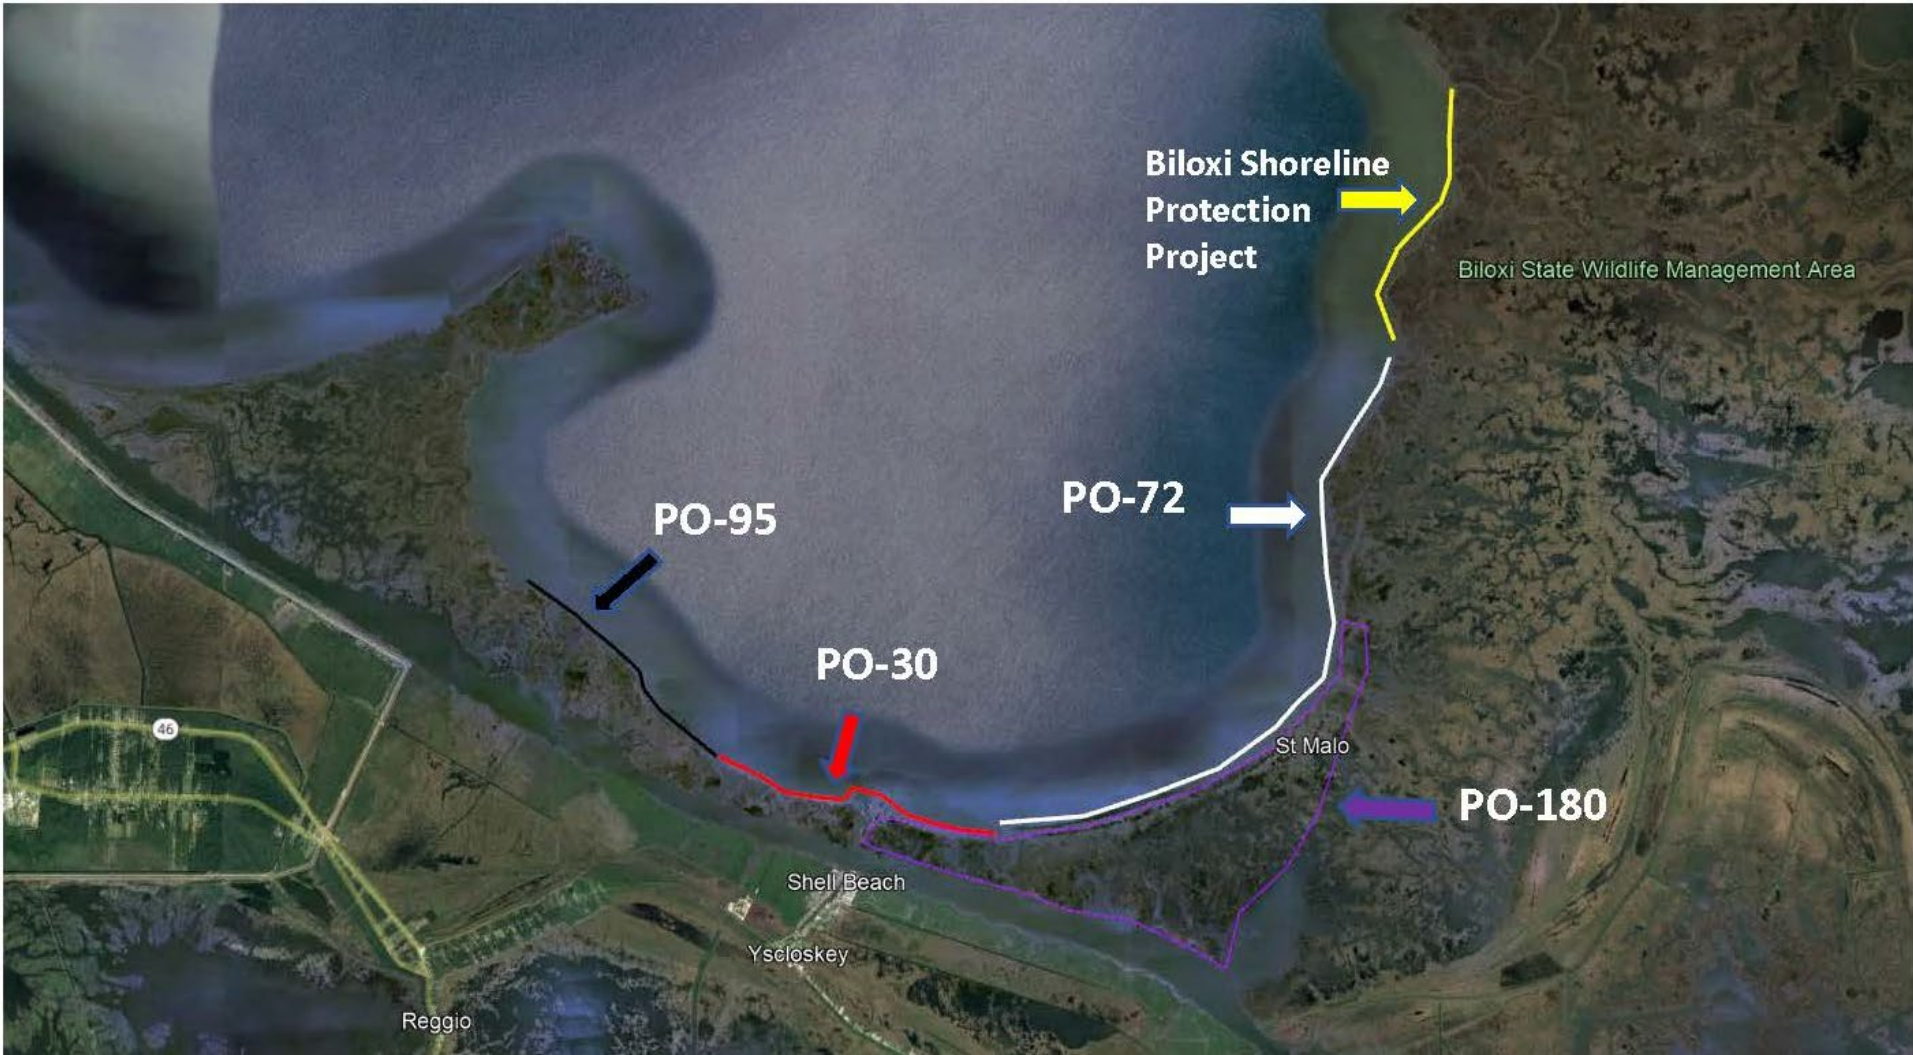 Biloxi Shoreline
Protection
Project
Biloxi State Wildlife Management Area
PO-72
PO-95
PO-30
46
St Malo
PO-180
Shell Beach
Yscloskey
Reggio